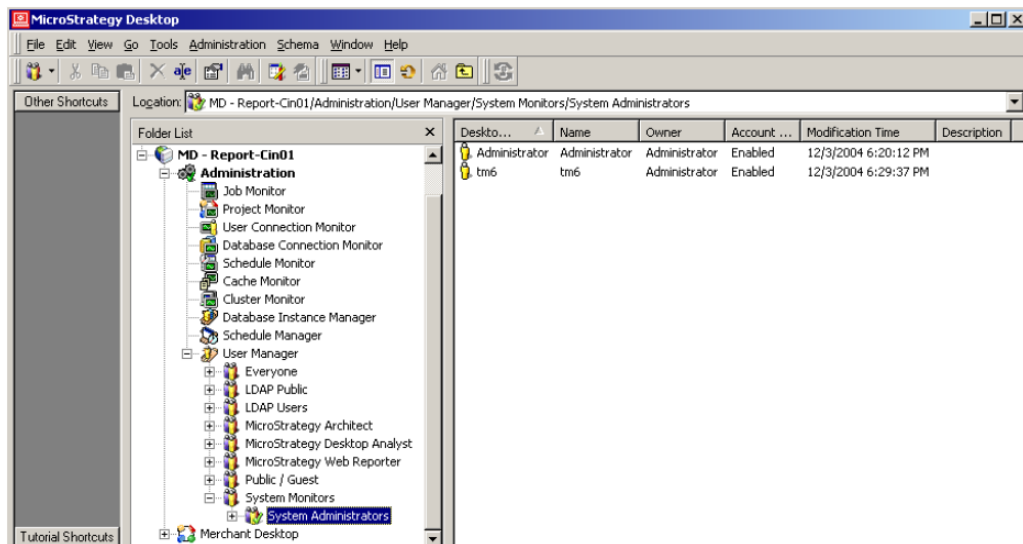 MicroStrategy Desktop
File Edit View Go Tools Administration Schema Window Help
Other Shortcuts
Location: MD - Report-Cin01/Administration/User Manager/System Monitors/System Administrators
Folder List
MD - Report-Cin01
Administration
Job Monitor
Project Monitor
User Connection Monitor
Database Connection Monitor
Schedule Monitor
Cache Monitor
Cluster Monitor
Database Instance Manager
Schedule Manager
User Manager
Everyone
LDAP Public
LDAP Users
MicroStrategy Architect
MicroStrategy Desktop Analyst
MicroStrategy Web Reporter
Public / Guest
System Monitors
System Administrators
Merchant Desktop
Tutorial Shortcuts
Deskto... Name Owner Account ... Modification Time Description
Administrator Administrator Administrator Enabled 12/3/2004 6:20:12 PM
tm6 tm6 Administrator Enabled 12/3/2004 6:29:37 PM